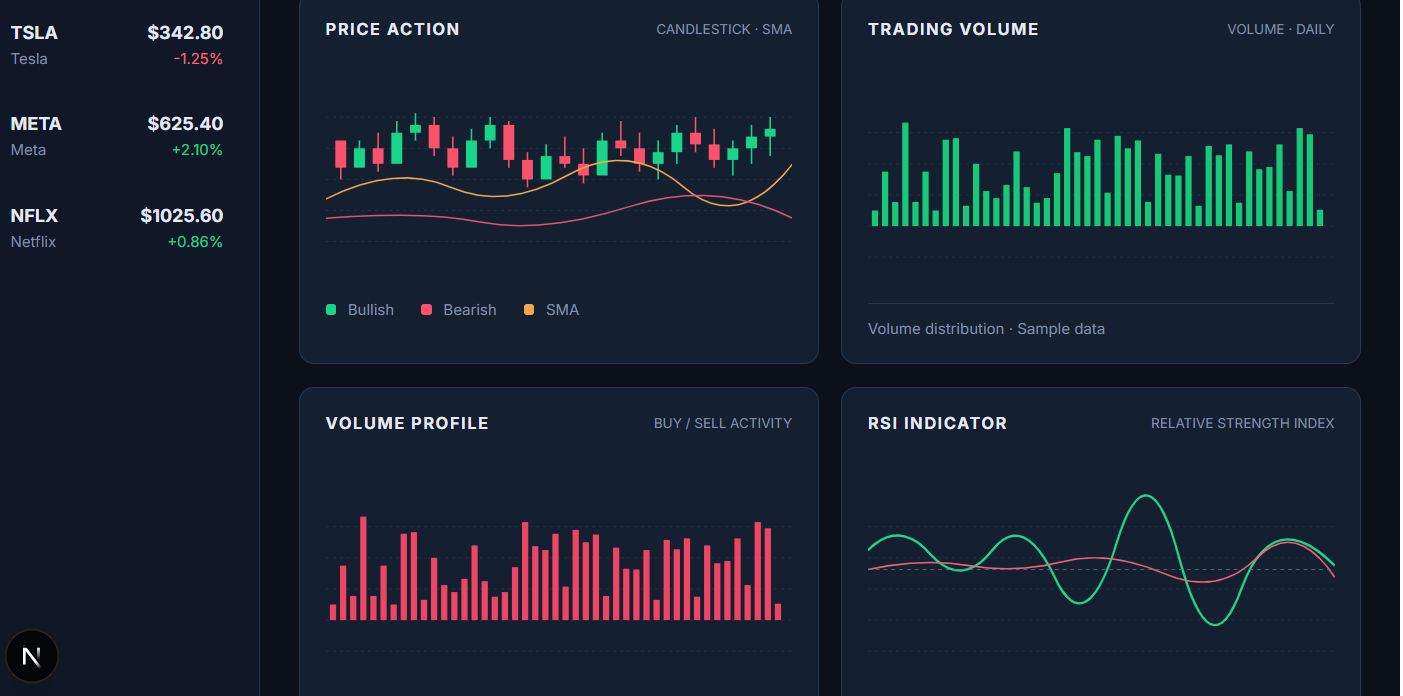 TSLA $342.80
Tesla -1.25%
META $625.40
Meta +2.10%
NFLX $1025.60
Netflix +0.86%
PRICE ACTION CANDLESTICK · SMA
Bullish Bearish SMA
TRADING VOLUME VOLUME · DAILY
Volume distribution · Sample data
VOLUME PROFILE BUY / SELL ACTIVITY
RSI INDICATOR RELATIVE STRENGTH INDEX
N